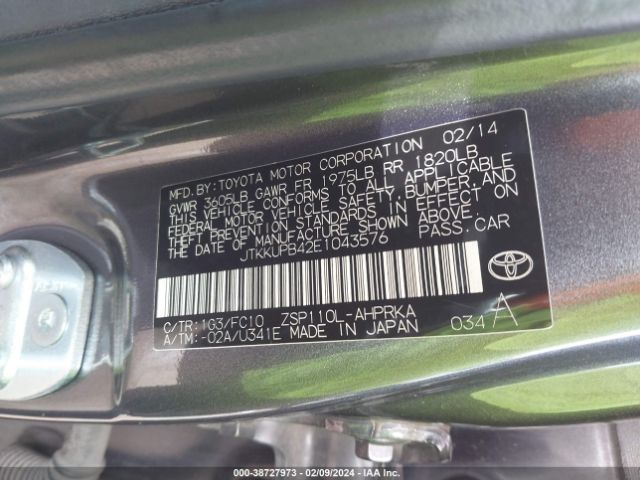 MFD. BY: TOYOTA MOTOR CORPORATION 02/14
GVWR 3605LB GAWR FR 1975LB RR 1820LB
THIS VEHICLE CONFORMS TO ALL APPLICABLE
FEDERAL MOTOR VEHICLE SAFETY, BUMPER, AND
THEFT PREVENTION STANDARDS IN EFFECT ON
THE DATE OF MANUFACTURE SHOWN ABOVE.
JTKKUPB42E1043576 PASS. CAR
C/TR: 1G3/FC10 ZSP110L-AHPRKA
A/TM: -02A/U341E MADE IN JAPAN 034 A
000-38727973 - 02/09/2024 - IAA Inc.